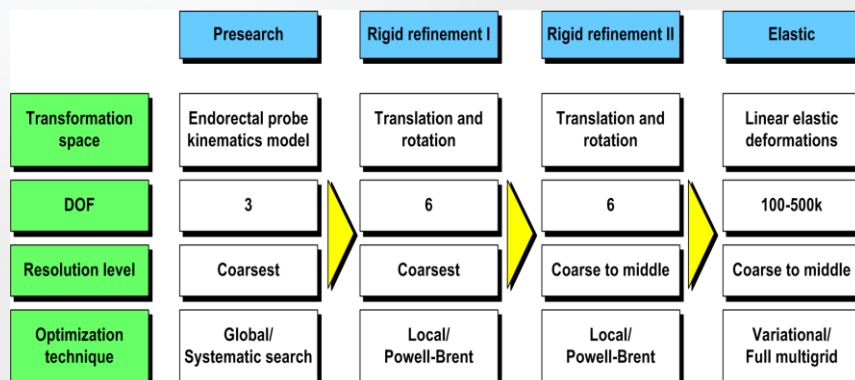 Presearch
Rigid refinement I
Rigid refinement II
Elastic
Transformation
space
Endorectal probe
kinematics model
Translation and
rotation
Translation and
rotation
Linear elastic
deformations
DOF
3
6
6
100-500k
Resolution level
Coarsest
Coarsest
Coarse to middle
Coarse to middle
Optimization
technique
Global/
Systematic search
Local/
Powell-Brent
Local/
Powell-Brent
Variational/
Full multigrid